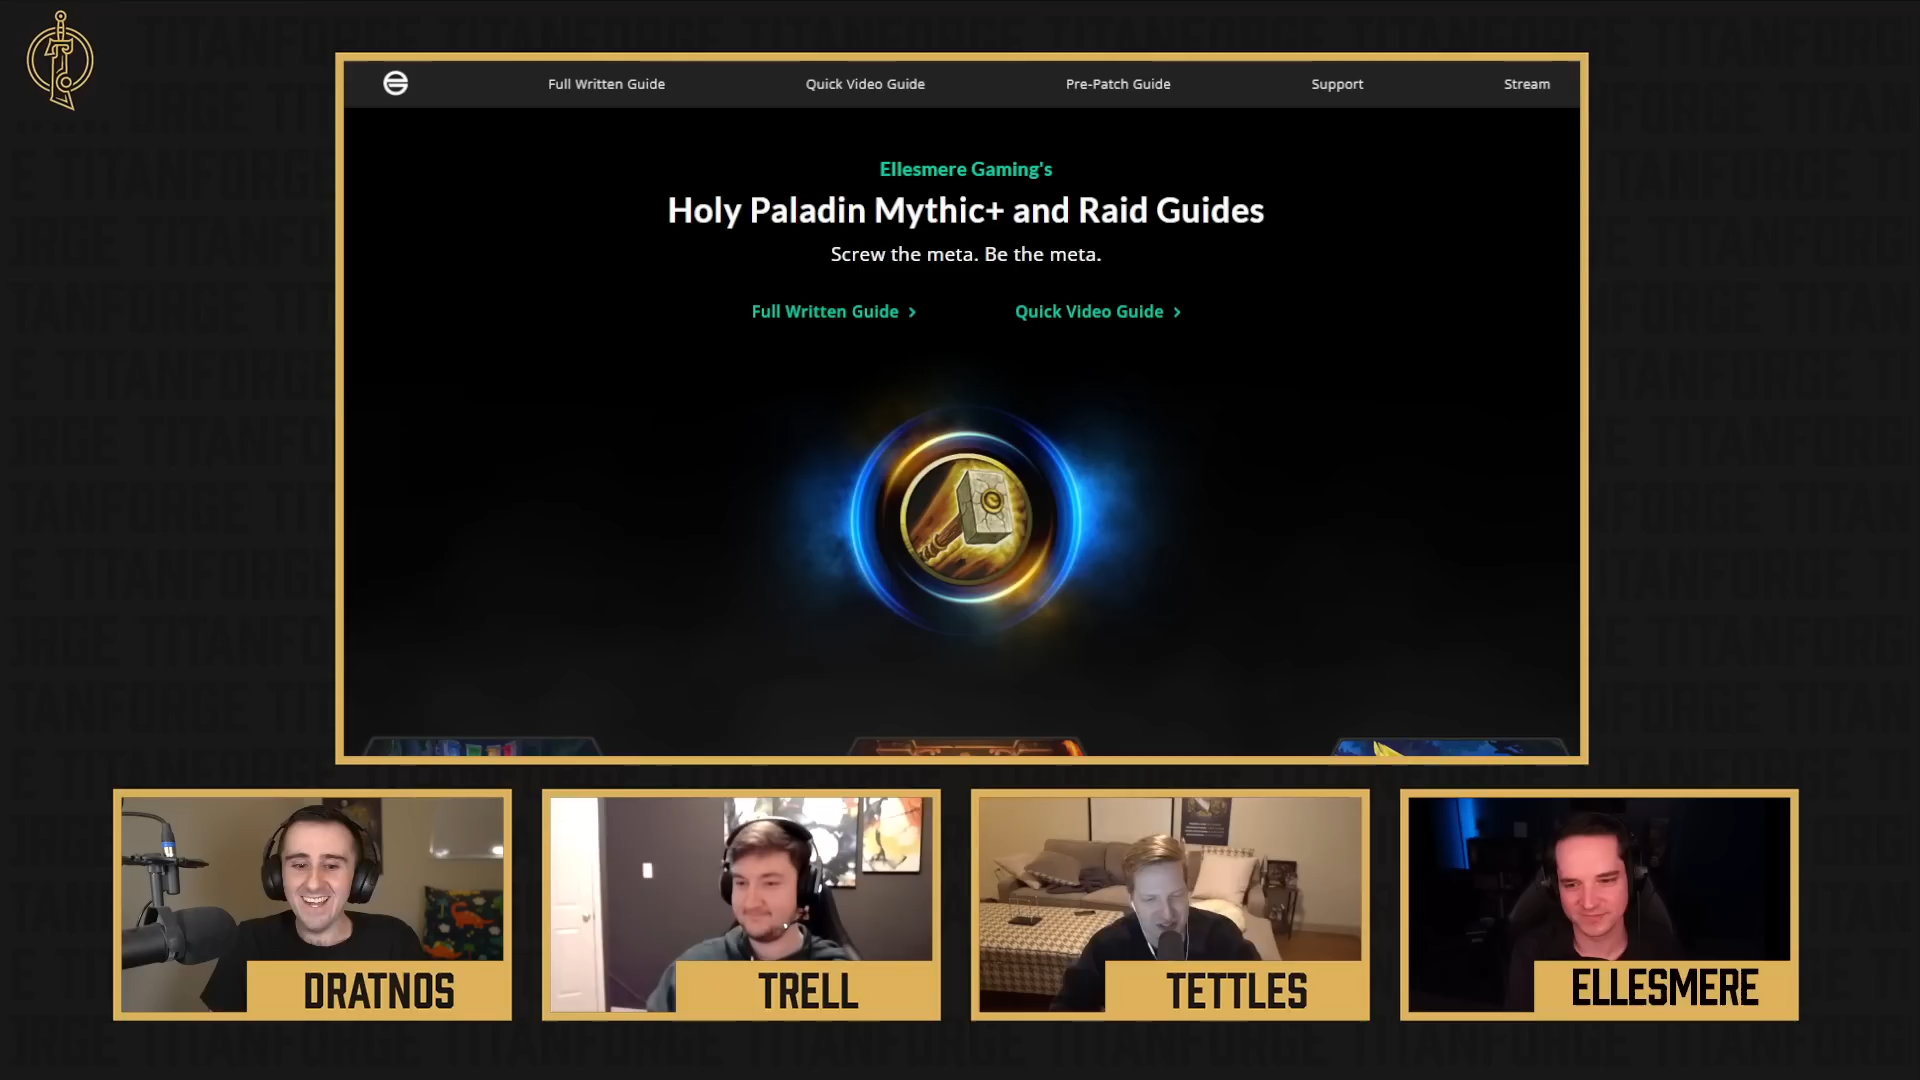 Full Written Guide
Quick Video Guide
Pre-Patch Guide
Support
Stream
Ellesmere Gaming's
Holy Paladin Mythic+ and Raid Guides
Screw the meta. Be the meta.
Full Written Guide >
Quick Video Guide >
DRATNOS
TRELL
TETTLES
ELLESMERE
TITANFORGE